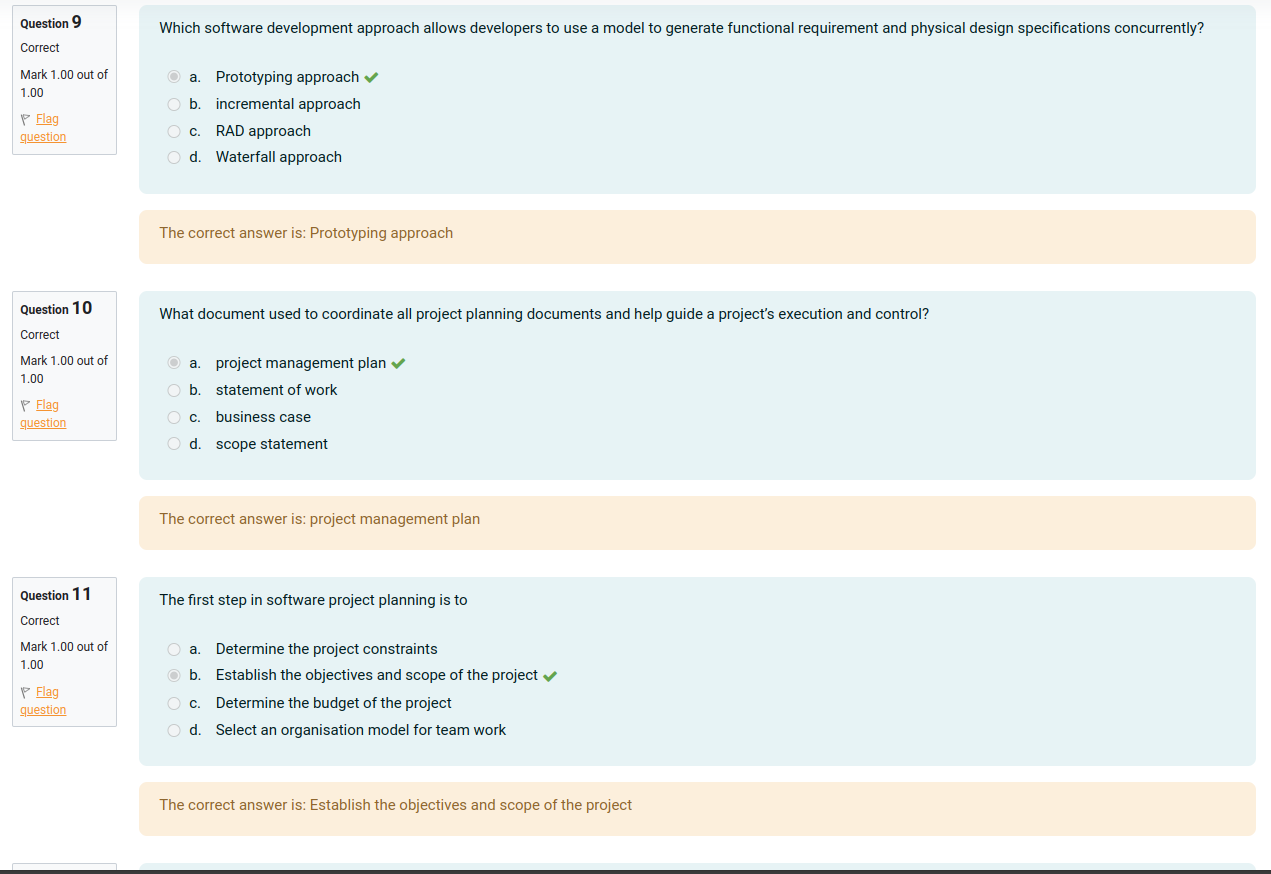 Question 9
Correct
Mark 1.00 out of
1.00
Flag
question
Which software development approach allows developers to use a model to generate functional requirement and physical design specifications concurrently?
a. Prototyping approach
b. incremental approach
c. RAD approach
d. Waterfall approach
The correct answer is: Prototyping approach
Question 10
Correct
Mark 1.00 out of
1.00
Flag
question
What document used to coordinate all project planning documents and help guide a project's execution and control?
a. project management plan
b. statement of work
c. business case
d. scope statement
The correct answer is: project management plan
Question 11
Correct
Mark 1.00 out of
1.00
Flag
question
The first step in software project planning is to
a. Determine the project constraints
b. Establish the objectives and scope of the project
c. Determine the budget of the project
d. Select an organisation model for team work
The correct answer is: Establish the objectives and scope of the project